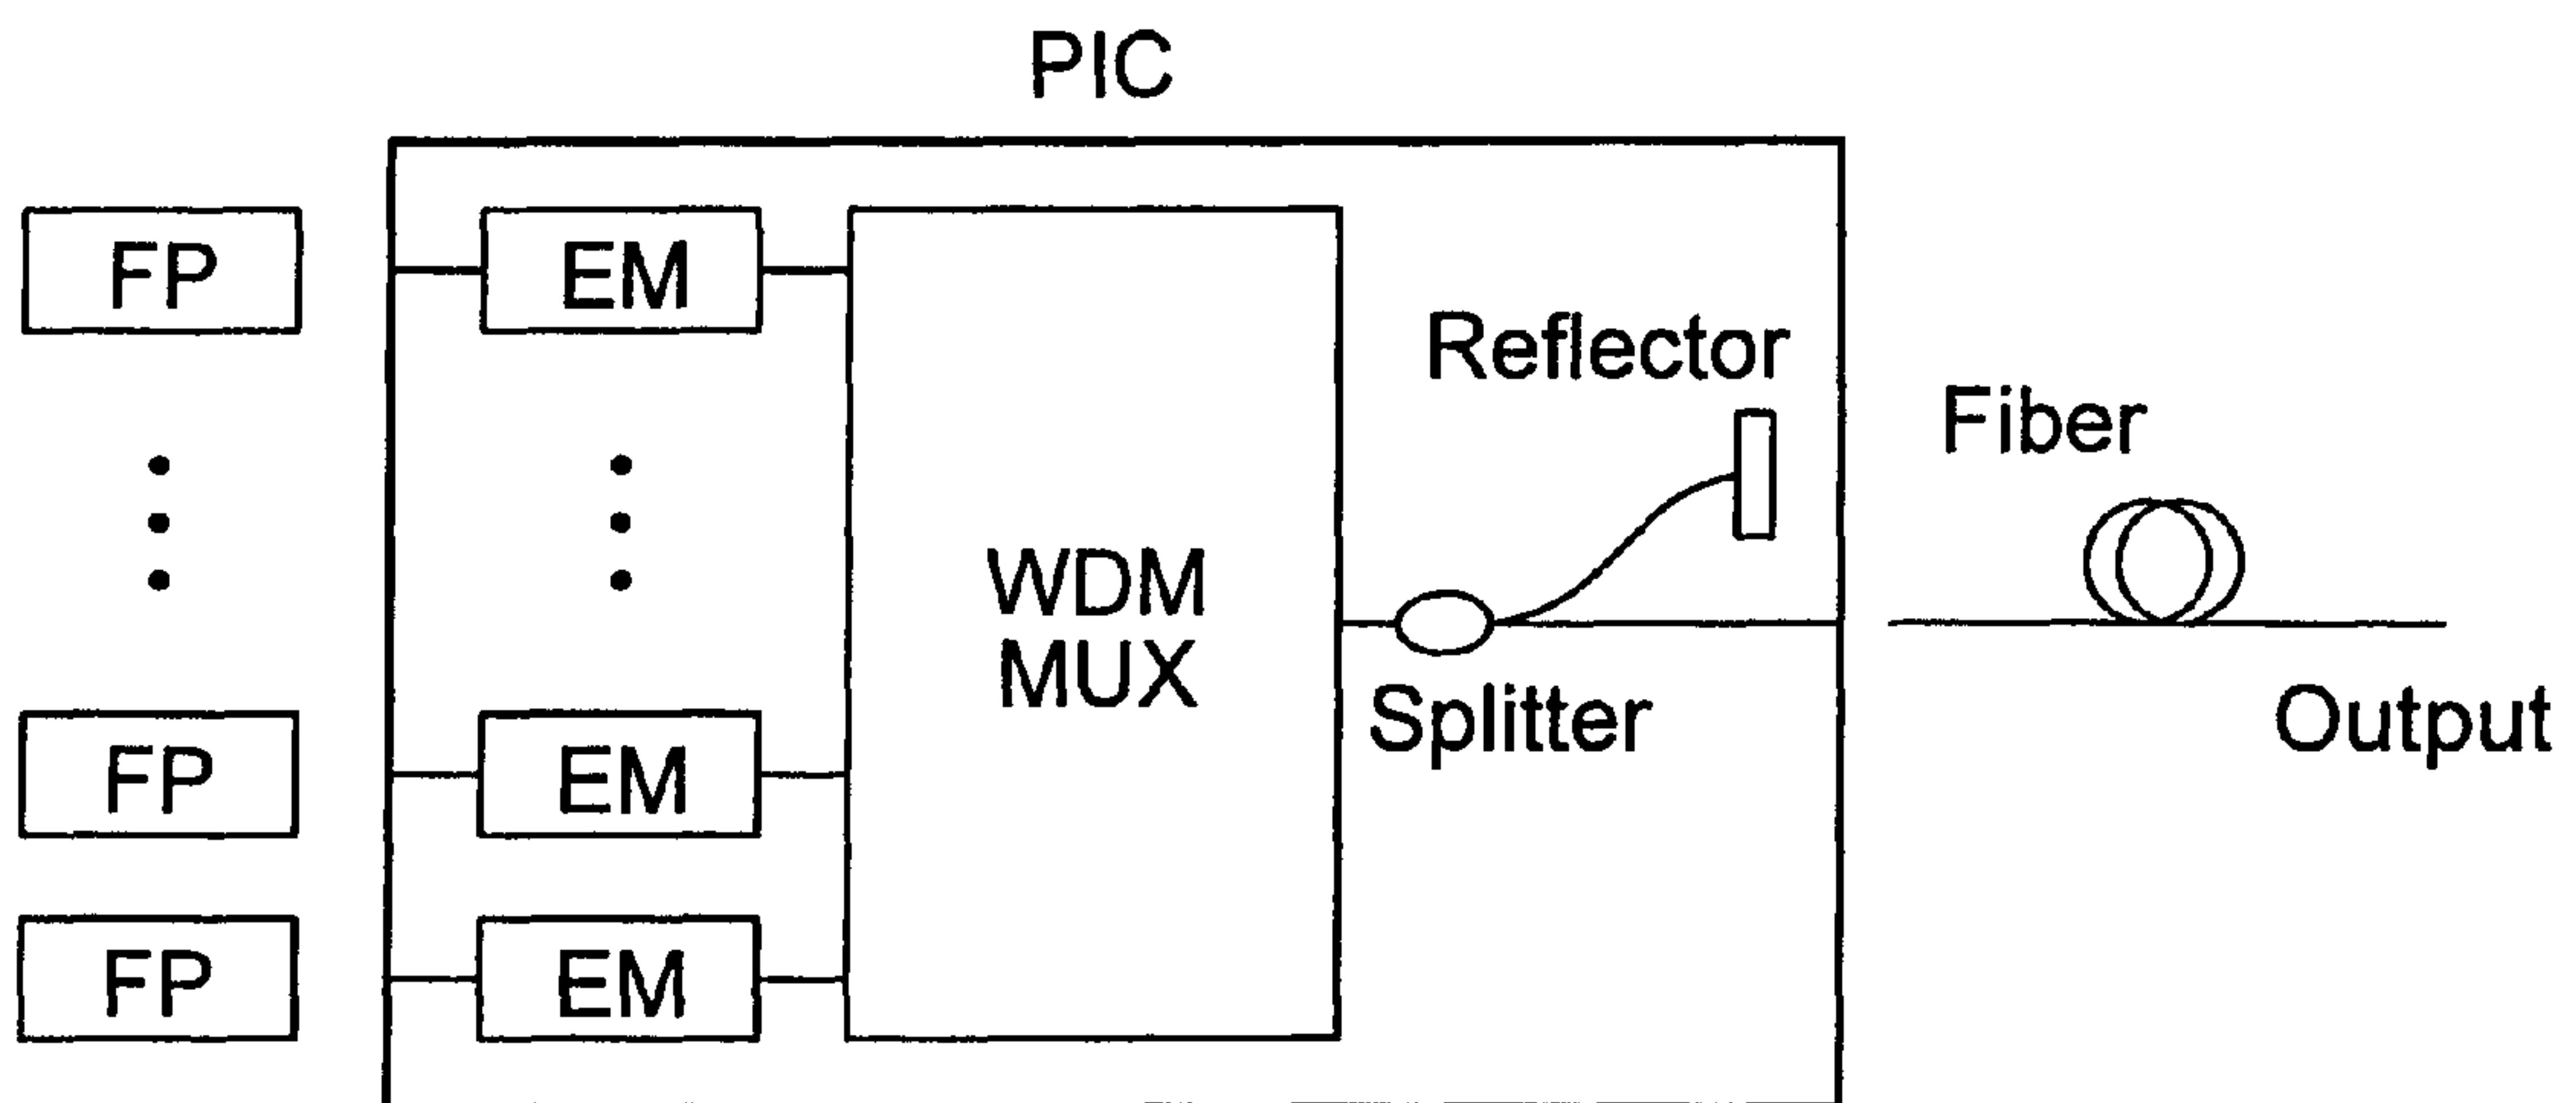 PIC
FP
EM
Reflector
Fiber
WDM
MUX
Splitter
Output
FP
EM
FP
EM